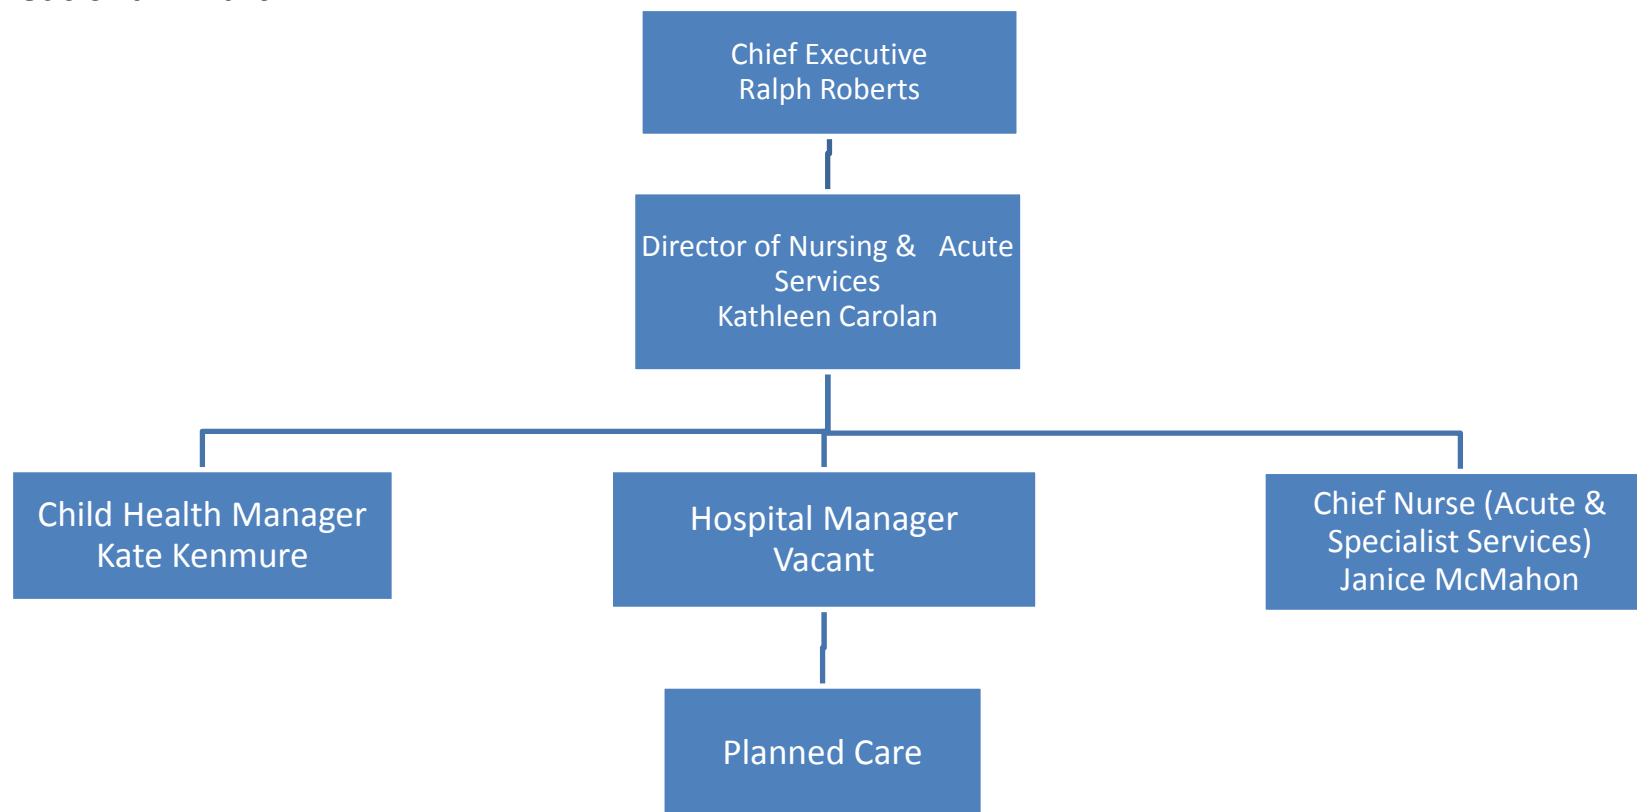 Chief Executive
Ralph Roberts
Director of Nursing & Acute
Services
Kathleen Carolan
Child Health Manager
Kate Kenmure
Hospital Manager
Vacant
Chief Nurse (Acute &
Specialist Services)
Janice McMahon
Planned Care